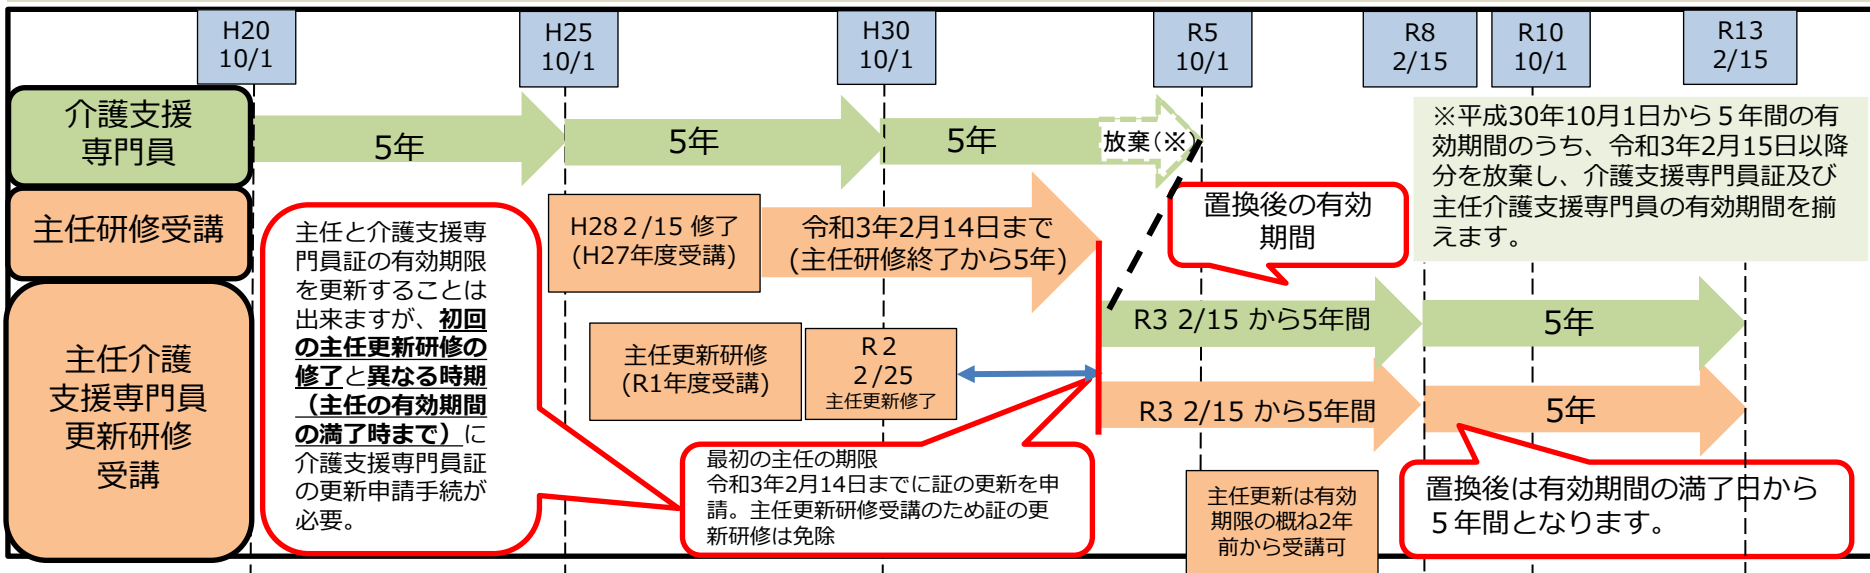 H20
10/1
H25
10/1
H30
10/1
R5
10/1
R8
2/15
R10
10/1
R13
2/15
介護支援
専門員
5年
5年
5年
放棄(※)
※平成30年10月1日から５年間の有
効期間のうち、令和3年2月15日以降
分を放棄し、介護支援専門員証及び
主任介護支援専門員の有効期間を揃
えます。
主任研修受講
主任と介護支援専
門員証の有効期限
を更新することは
出来ますが、初回
の主任更新研修の
修了と異なる時期
（主任の有効期間
の満了時まで）に
介護支援専門員証
の更新申請手続が
必要。
H28２/15 修了
(H27年度受講)
令和3年2月14日まで
(主任研修終了から5年)
置換後の有効
期間
主任介護
支援専門員
更新研修
受講
主任更新研修
(R1年度受講)
R２
２/25
主任更新修了
R3 2/15 から5年間
5年
R3 2/15 から5年間
5年
最初の主任の期限
令和3年2月14日までに証の更新を申
請。主任更新研修受講のため証の更
新研修は免除
主任更新は有効
期限の概ね2年
前から受講可
置換後は有効期間の満了日から
５年間となります。